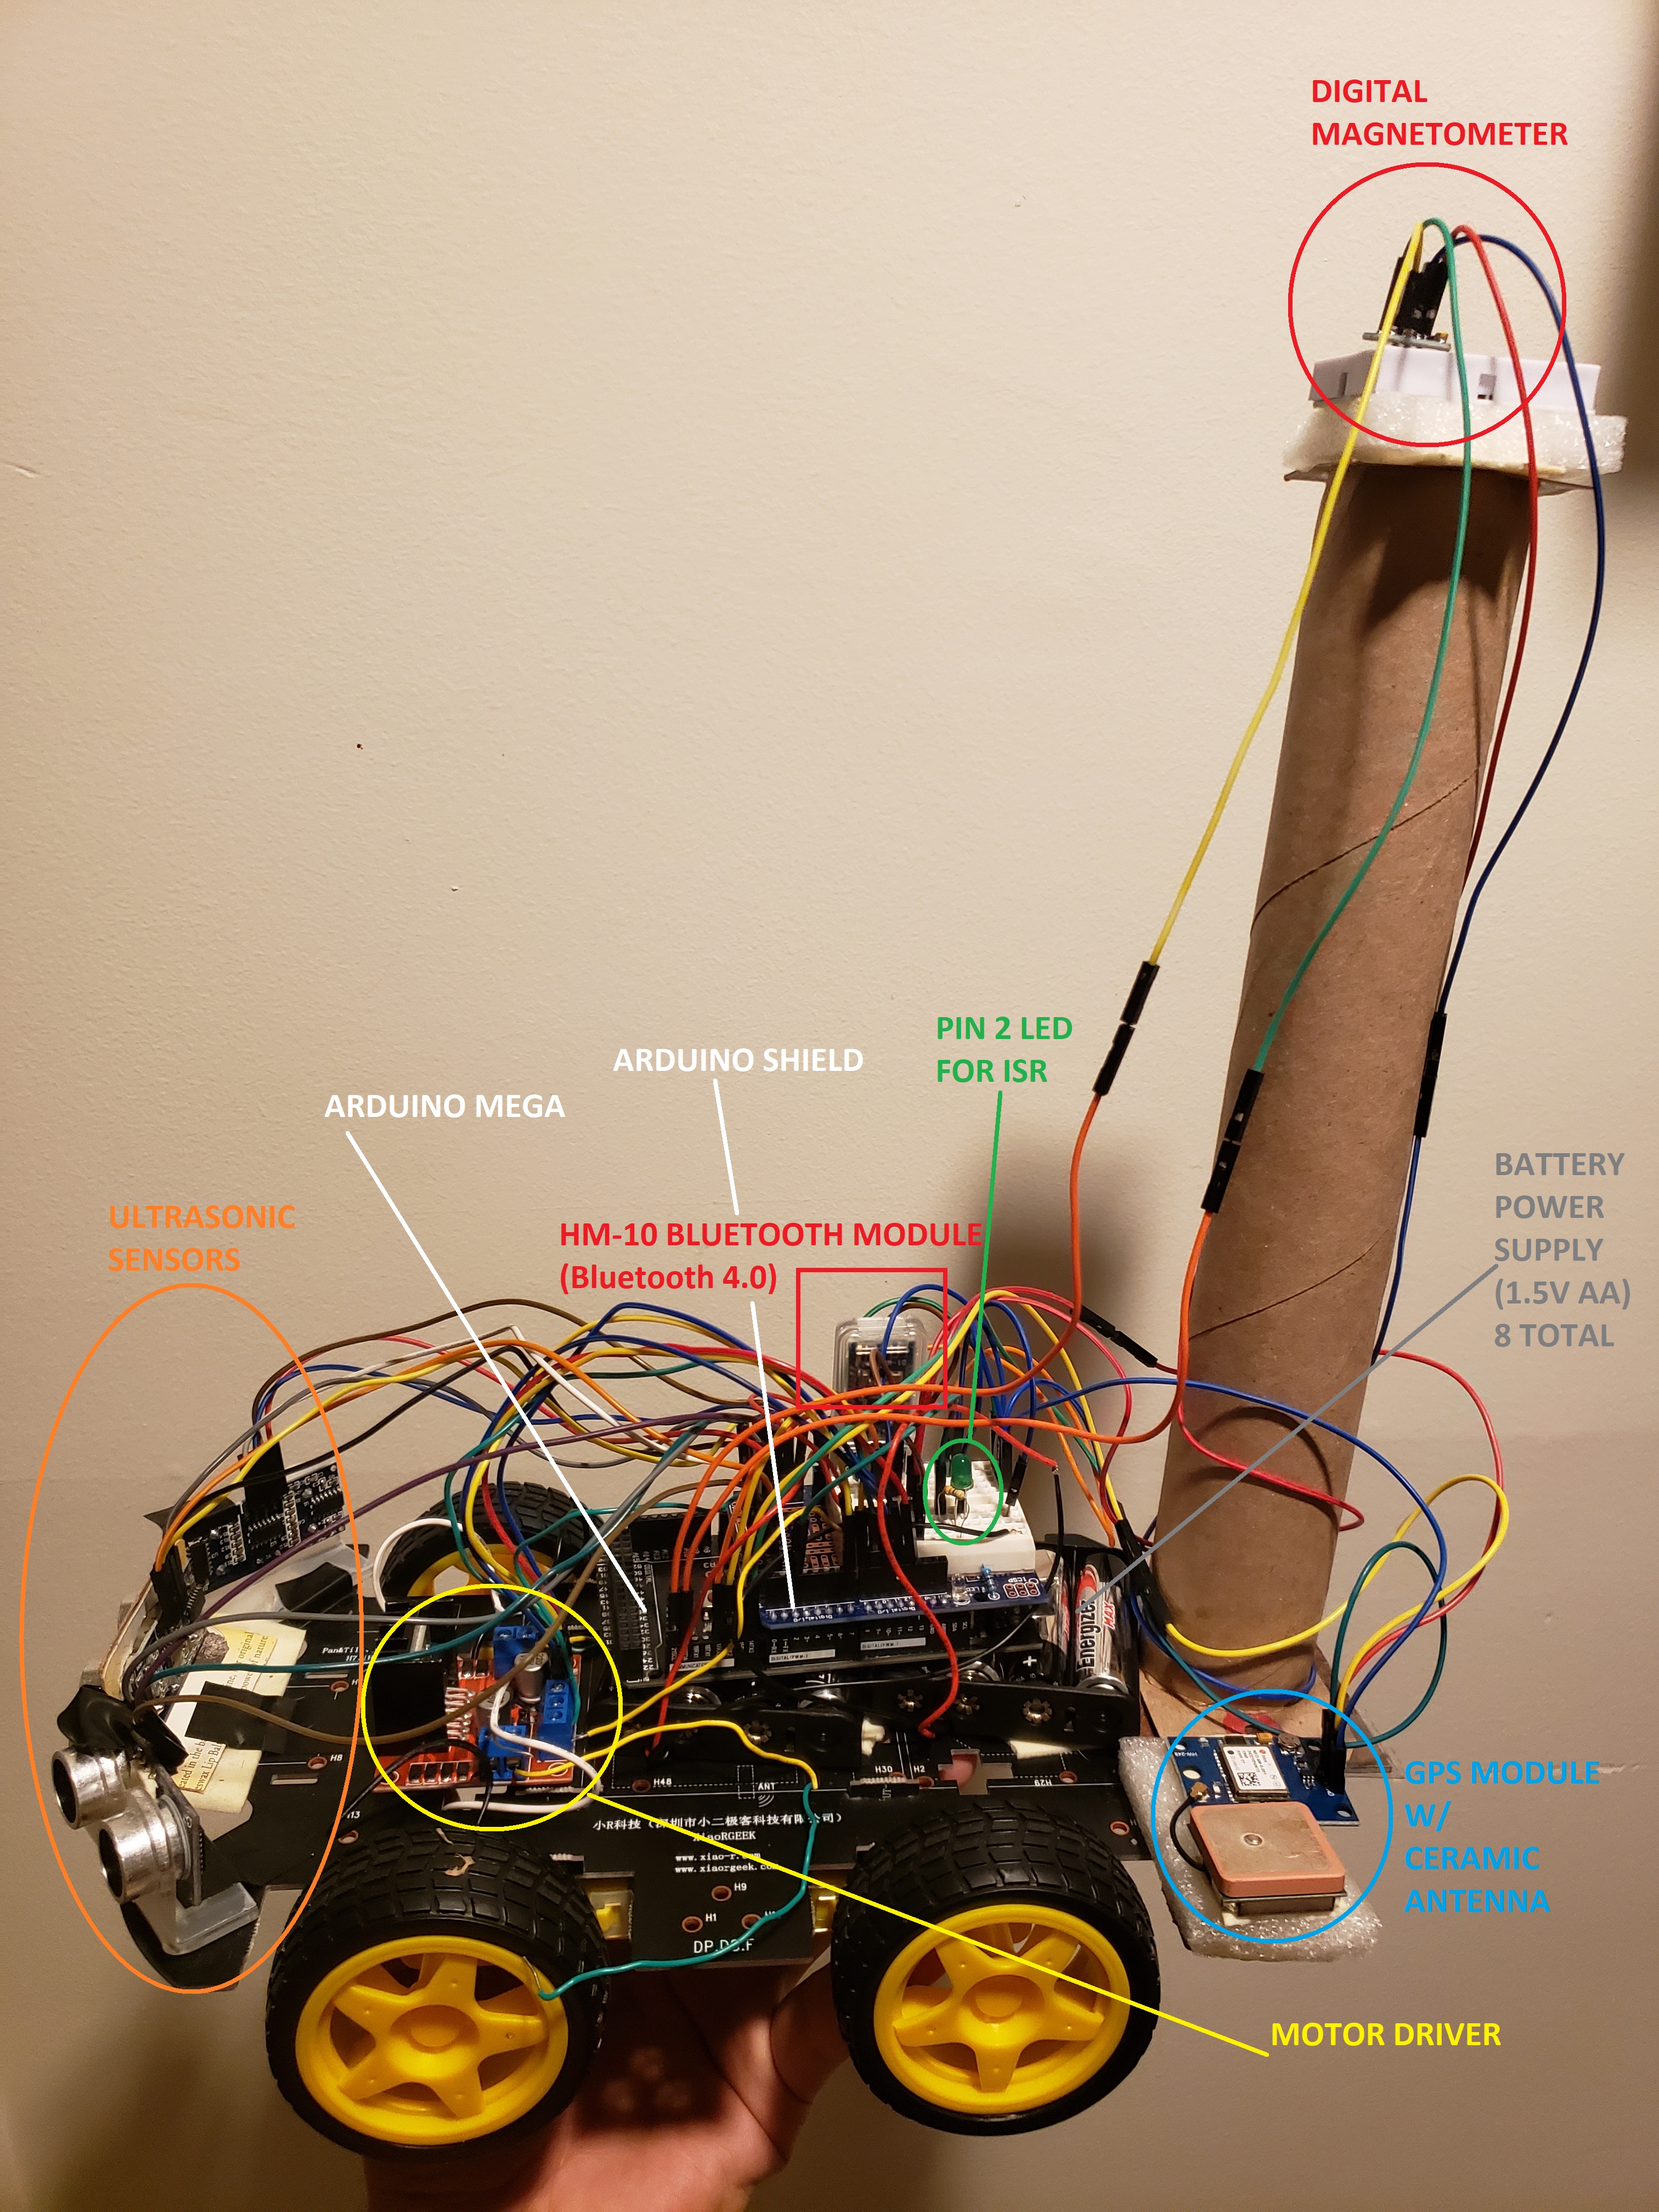 DIGITAL
MAGNETOMETER
PIN 2 LED
FOR ISR
ARDUINO SHIELD
ARDUINO MEGA
BATTERY
POWER
SUPPLY
(1.5V AA)
8 TOTAL
ULTRASONIC
SENSORS
HM-10 BLUETOOTH MODULE
(Bluetooth 4.0)
energizer
MAX
ICSP
H8
H48
ANT
H30
H2
H29
H13
小R科技（深圳市小二极客科技有限公司）
XiaoRGEEK
www.xiao-r.com
www.xiaorgeek.com
H9
H1
GPS MODULE
W/
CERAMIC
ANTENNA
MOTOR DRIVER